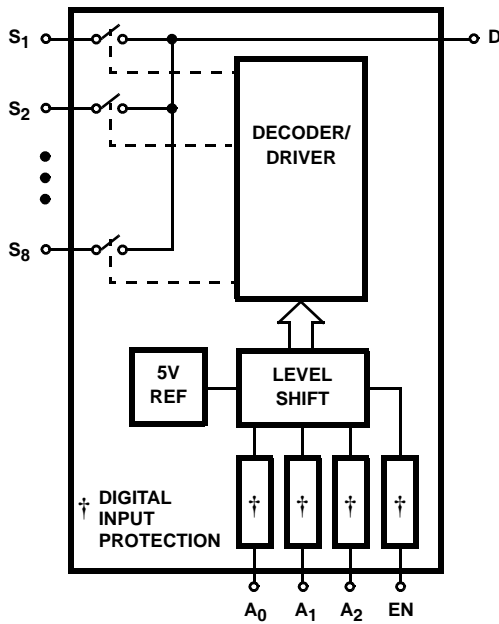 S1
D
S2
DECODER/
DRIVER
S8
5V
REF
LEVEL
SHIFT
† DIGITAL
INPUT
PROTECTION
† † † †
A0 A1 A2 EN